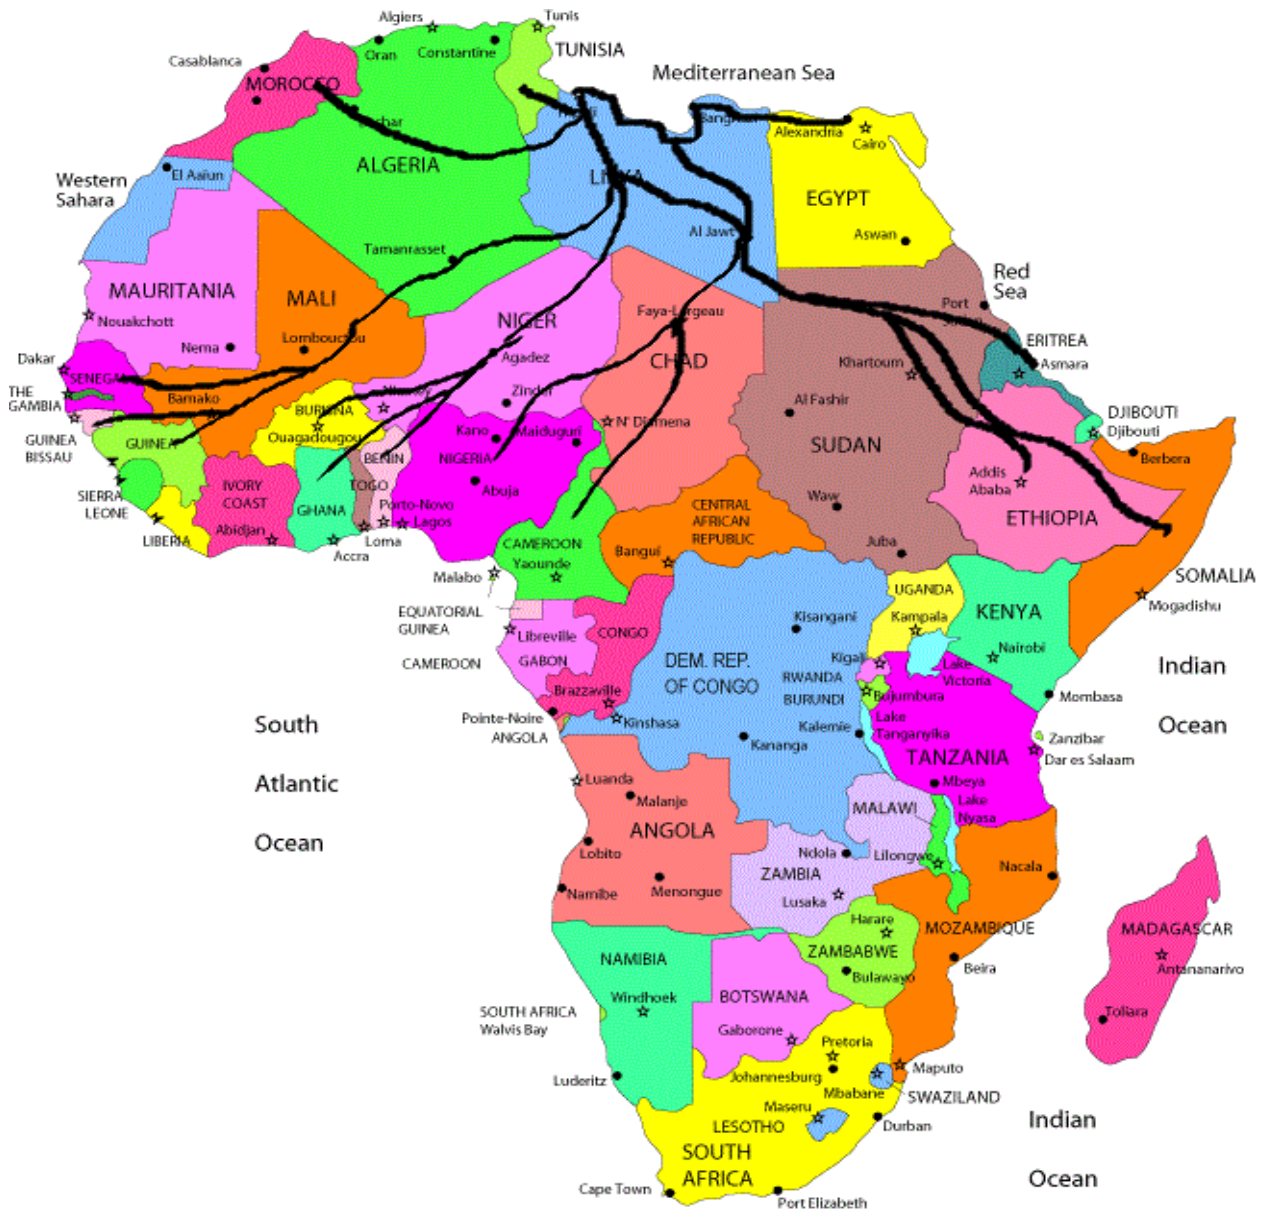 Algiers
Tunis
Oran
Constantine
TUNISIA
Casablanca
MOROCCO
Mediterranean Sea
Alexandria
Cairo
ALGERIA
El Aaiun
Western
Sahara
EGYPT
Al Jawf
Aswan
Tamanrasset
MAURITANIA
MALI
Nouakchott
Nema
Lombouctou
NIGER
Agadez
Zinder
Faya-Largeau
CHAD
Red
Sea
Port
ERITREA
Asmara
Khartoum
Dakar
SENEGAL
THE
GAMBIA
Bamako
BURKINA
Ouagadougou
GUINEA
BISSAU
GUINEA
Kano
Maiduguri
N' Djamena
Al Fashir
SUDAN
DJIBOUTI
Djibouti
Berbera
BENIN
NIGERIA
Abuja
SIERRA
LEONE
IVORY
COAST
GHANA
TOGO
Porto-Novo
Lagos
Abidjan
LIBERIA
Accra
Loma
Addis
Ababa
ETHIOPIA
Waw
CENTRAL
AFRICAN
REPUBLIC
Juba
CAMEROON
Yaounde
Bangui
Malabo
EQUATORIAL
GUINEA
UGANDA
Kampala
KENYA
Nairobi
SOMALIA
Mogadishu
Kisangani
Libreville
GABON
CONGO
CAMEROON
DEM. REP.
OF CONGO
Kigali
RWANDA
BURUNDI
Bujumbura
Lake
Victoria
Mombasa
Indian
Ocean
Brazzaville
Pointe-Noire
ANGOLA
Kinshasa
Kananga
Kalemie
Lake
Tanganyika
TANZANIA
Zanzibar
Dar es Salaam
Mbeya
South
Atlantic
Ocean
Luanda
Malanje
ANGOLA
Lobito
Namibe
Menongue
MALAWI
Lake
Nyasa
Ndola
Lilongwe
ZAMBIA
Lusaka
Nacala
Harare
ZAMBABWE
Bulawayo
MOZAMBIQUE
Beira
MADAGASCAR
Antananarivo
Toliara
NAMIBIA
Windhoek
SOUTH AFRICA
Walvis Bay
BOTSWANA
Gaborone
Pretoria
Johannesburg
Luderitz
Maputo
Mbabane
SWAZILAND
Maseru
LESOTHO
Durban
SOUTH
AFRICA
Cape Town
Port Elizabeth
Indian
Ocean